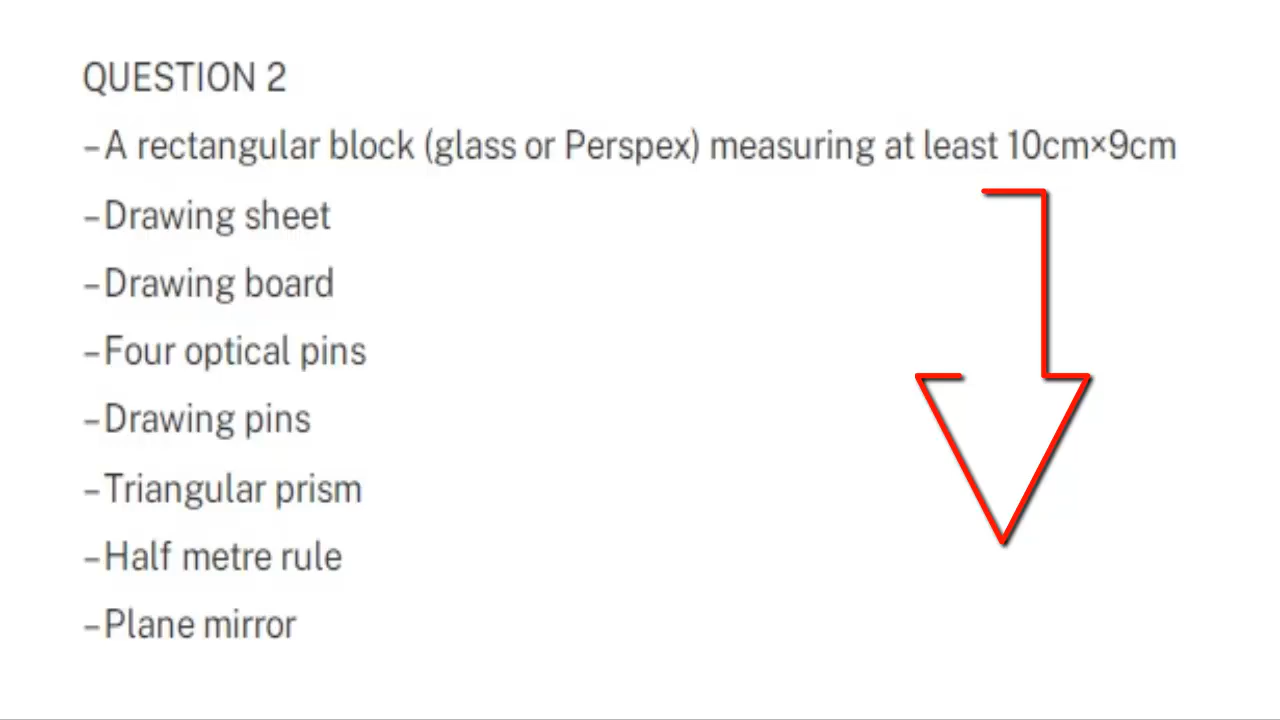 QUESTION 2
–A rectangular block (glass or Perspex) measuring at least 10cm×9cm
–Drawing sheet
–Drawing board
–Four optical pins
–Drawing pins
–Triangular prism
–Half metre rule
–Plane mirror